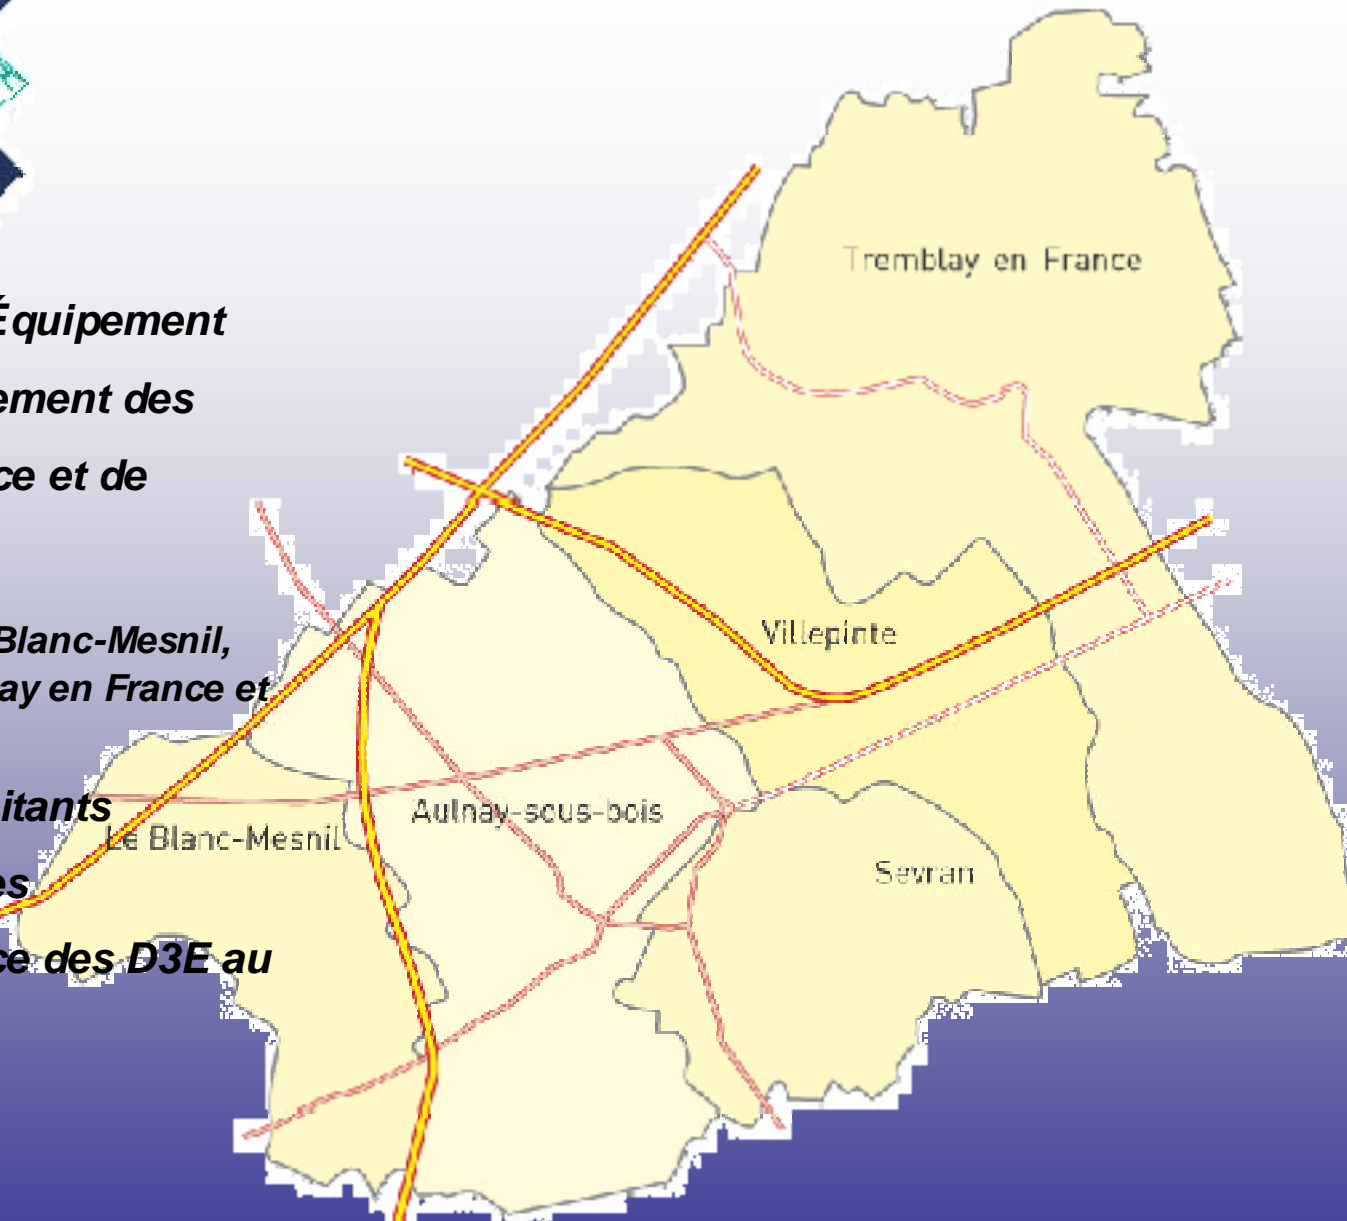 Équipement
ement des
ce et de
Blanc-Mesnil,
ay en France et
itants
es
ce des D3E au
Tremblay en France
Villepinte
Aulnay-sous-bois
Le Blanc-Mesnil
Sevran